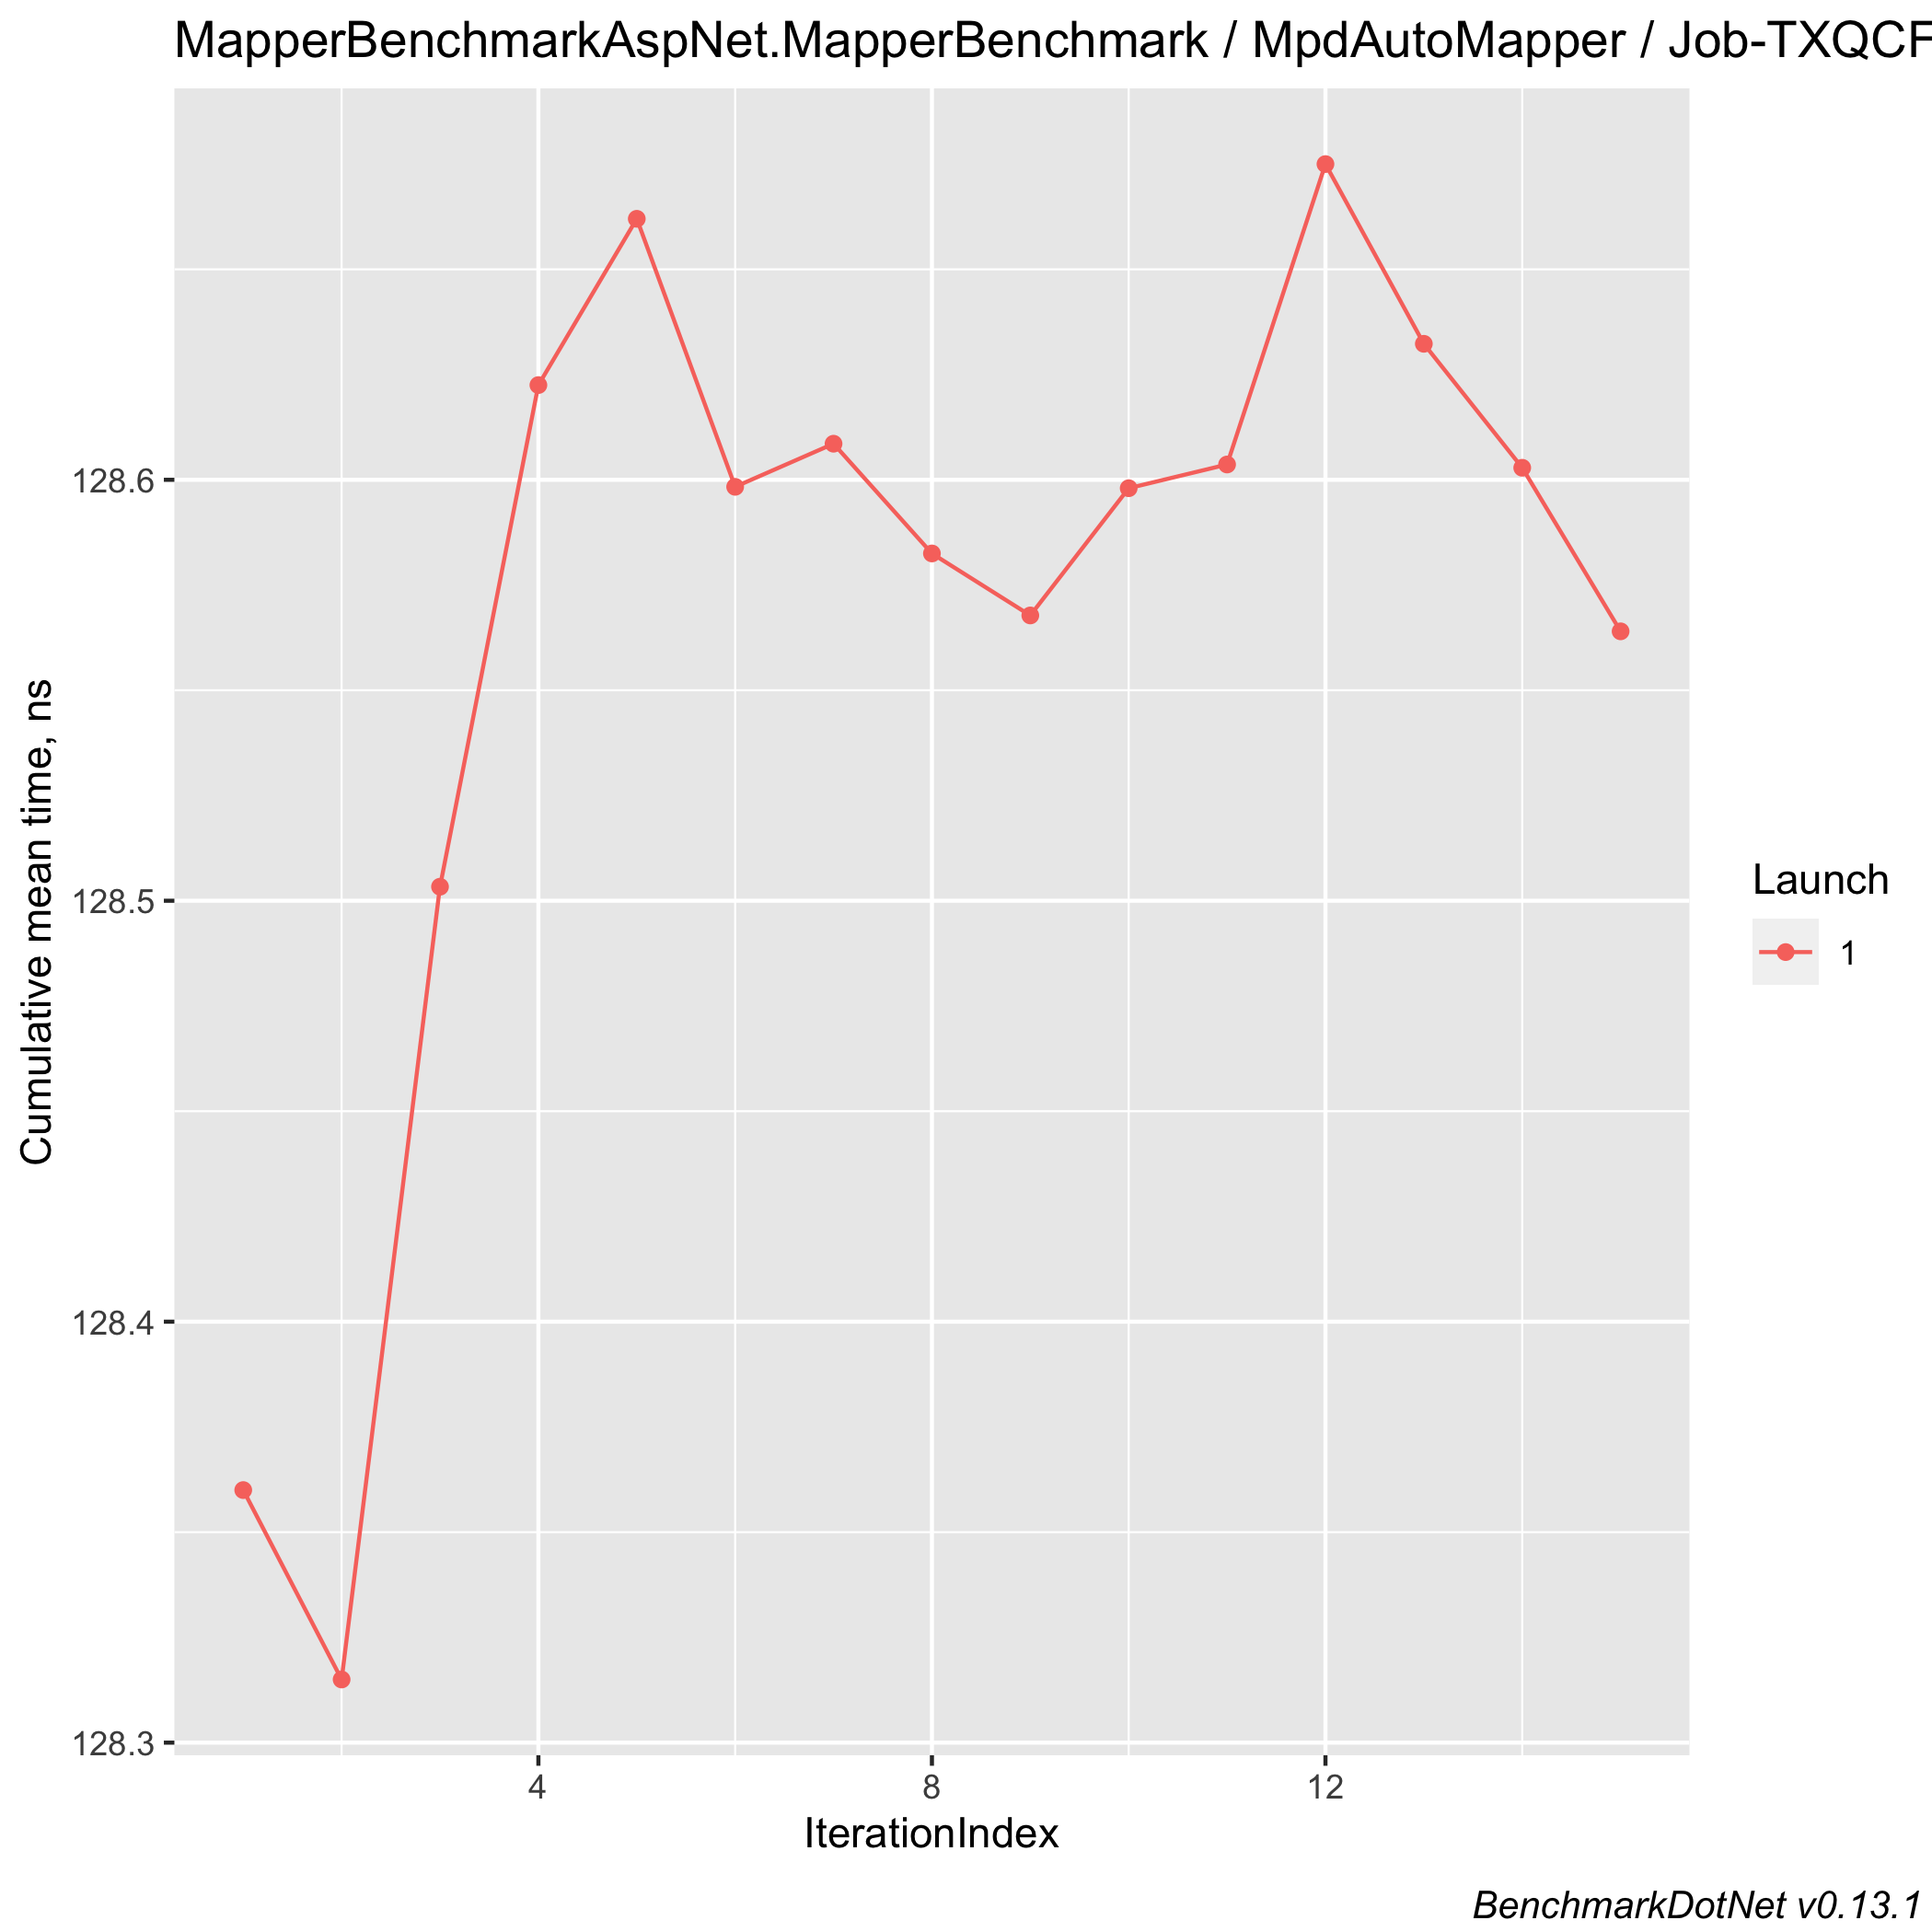 MapperBenchmarkAspNet.MapperBenchmark / MpdAutoMapper / Job-TXQCF
128.6
128.5
128.4
128.3
Cumulative mean time, ns
4
8
12
IterationIndex
Launch
1
BenchmarkDotNet v0.13.1